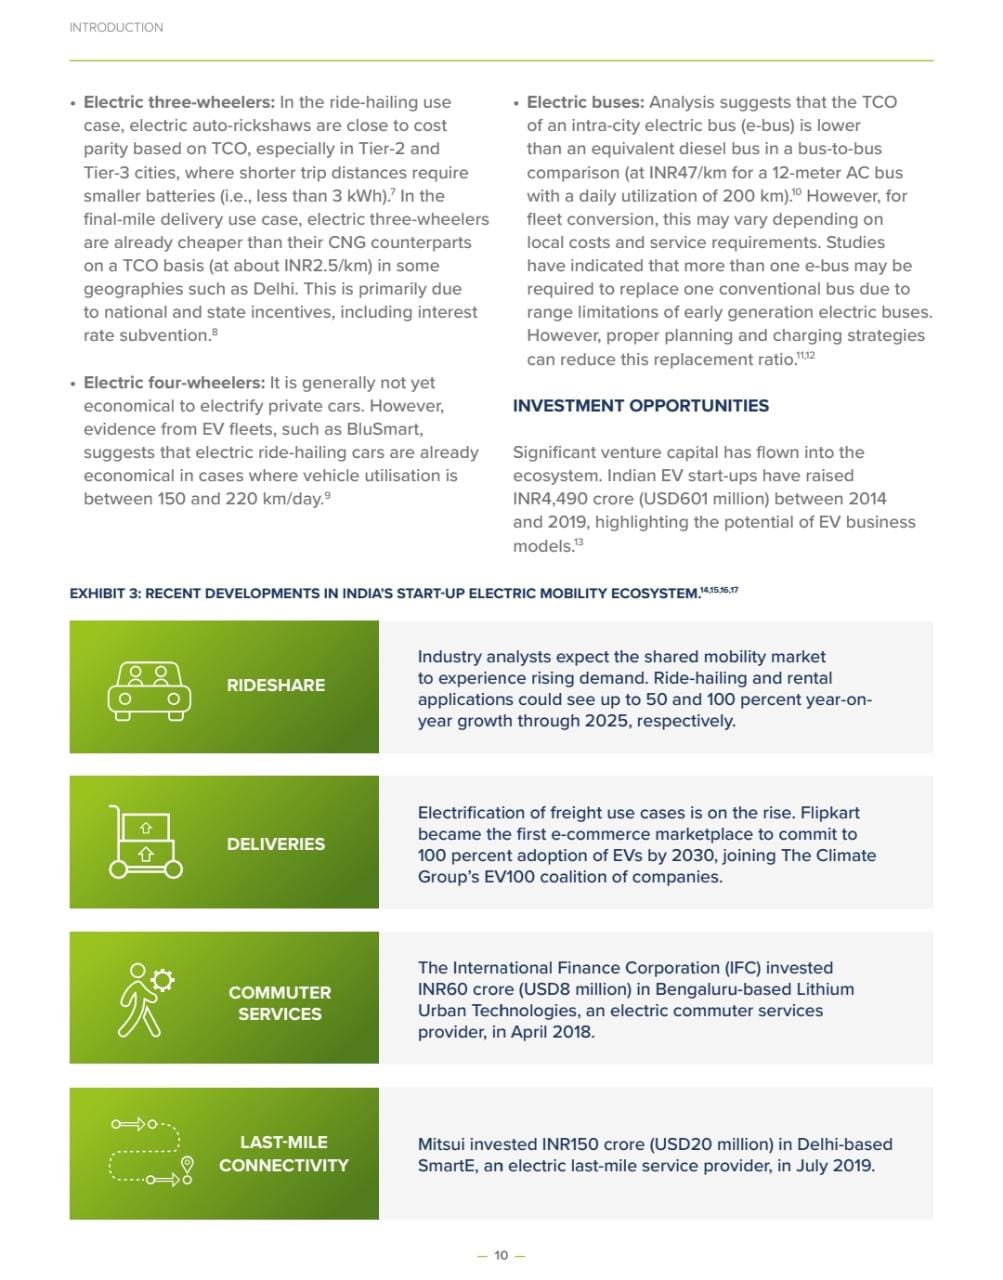 INTRODUCTION
• Electric three-wheelers: In the ride-hailing use
case, electric auto-rickshaws are close to cost
parity based on TCO, especially in Tier-2 and
Tier-3 cities, where shorter trip distances require
smaller batteries (i.e., less than 3 kWh).7 In the
final-mile delivery use case, electric three-wheelers
are already cheaper than their CNG counterparts
on a TCO basis (at about INR2.5/km) in some
geographies such as Delhi. This is primarily due
to national and state incentives, including interest
rate subvention.8
• Electric four-wheelers: It is generally not yet
economical to electrify private cars. However,
evidence from EV fleets, such as BluSmart,
suggests that electric ride-hailing cars are already
economical in cases where vehicle utilisation is
between 150 and 220 km/day.9
• Electric buses: Analysis suggests that the TCO
of an intra-city electric bus (e-bus) is lower
than an equivalent diesel bus in a bus-to-bus
comparison (at INR47/km for a 12-meter AC bus
with a daily utilization of 200 km).10 However, for
fleet conversion, this may vary depending on
local costs and service requirements. Studies
have indicated that more than one e-bus may be
required to replace one conventional bus due to
range limitations of early generation electric buses.
However, proper planning and charging strategies
can reduce this replacement ratio.11,12
INVESTMENT OPPORTUNITIES
Significant venture capital has flown into the
ecosystem. Indian EV start-ups have raised
INR4,490 crore (USD601 million) between 2014
and 2019, highlighting the potential of EV business
models.13
EXHIBIT 3: RECENT DEVELOPMENTS IN INDIA'S START-UP ELECTRIC MOBILITY ECOSYSTEM.14,15,16,17
RIDESHARE
Industry analysts expect the shared mobility market
to experience rising demand. Ride-hailing and rental
applications could see up to 50 and 100 percent year-on-
year growth through 2025, respectively.
DELIVERIES
Electrification of freight use cases is on the rise. Flipkart
became the first e-commerce marketplace to commit to
100 percent adoption of EVs by 2030, joining The Climate
Group's EV100 coalition of companies.
COMMUTER
SERVICES
The International Finance Corporation (IFC) invested
INR60 crore (USD8 million) in Bengaluru-based Lithium
Urban Technologies, an electric commuter services
provider, in April 2018.
LAST-MILE
CONNECTIVITY
Mitsui invested INR150 crore (USD20 million) in Delhi-based
SmartE, an electric last-mile service provider, in July 2019.
— 10 —